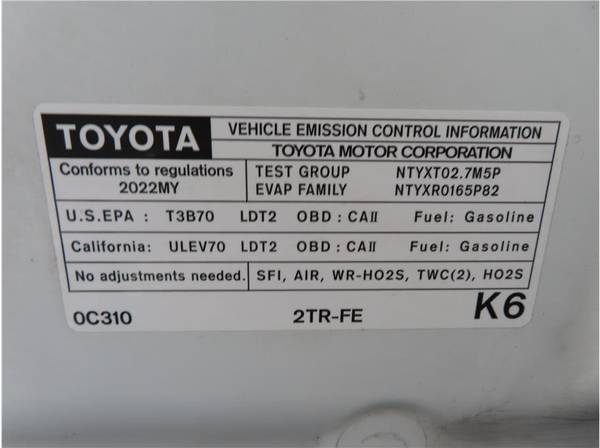 TOYOTA VEHICLE EMISSION CONTROL INFORMATION
TOYOTA MOTOR CORPORATION
Conforms to regulations
2022MY
TEST GROUP NTYXT02.7M5P
EVAP FAMILY NTYXR0165P82
U.S.EPA : T3B70 LDT2 OBD : CAII Fuel: Gasoline
California: ULEV70 LDT2 OBD : CAII Fuel: Gasoline
No adjustments needed. SFI, AIR, WR-HO2S, TWC(2), HO2S
0C310 2TR-FE K6